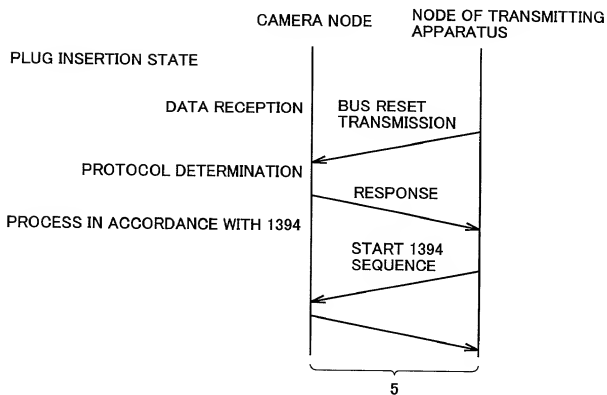 CAMERA NODE
NODE OF TRANSMITTING
APPARATUS
PLUG INSERTION STATE
DATA RECEPTION
BUS RESET
TRANSMISSION
PROTOCOL DETERMINATION
RESPONSE
PROCESS IN ACCORDANCE WITH 1394
START 1394
SEQUENCE
5